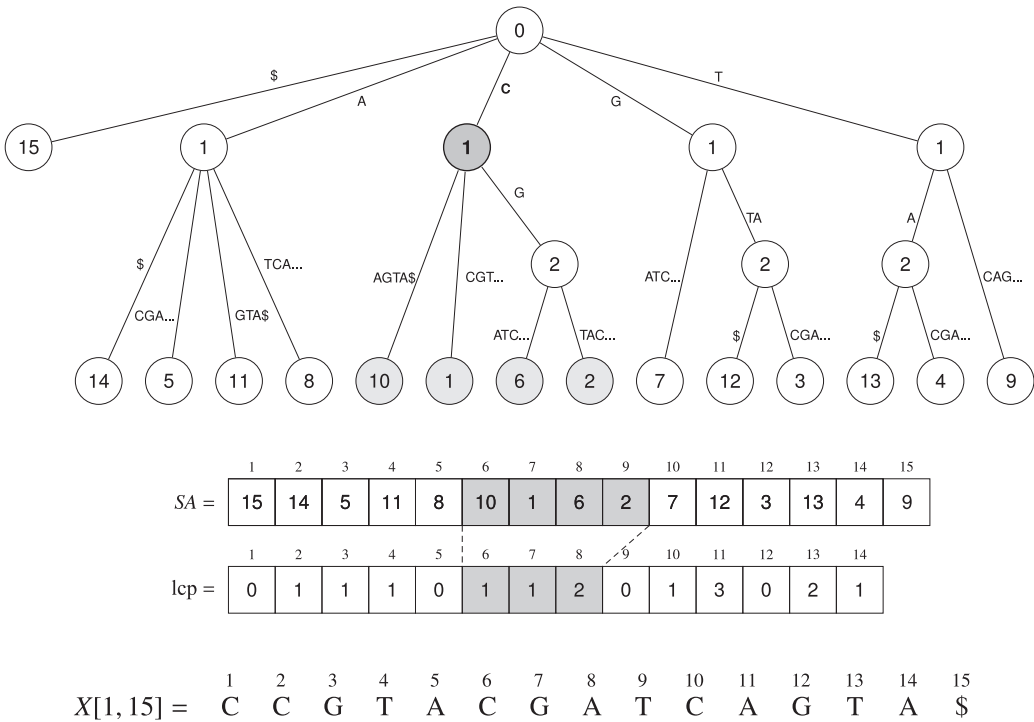 0
$ A C G T
15 1 1 1 1
G TA A
$ TCA... AGTA$ CGT... 2 ATC... 2 2 CAG...
CGA... GTA$ ATC... TAC... $ CGA... $ CGA...
14 5 11 8 10 1 6 2 7 12 3 13 4 9
1 2 3 4 5 6 7 8 9 10 11 12 13 14 15
SA = 15 14 5 11 8 10 1 6 2 7 12 3 13 4 9
1 2 3 4 5 6 7 8 9 10 11 12 13 14
lcp = 0 1 1 1 0 1 1 2 0 1 3 0 2 1
1 2 3 4 5 6 7 8 9 10 11 12 13 14 15
X[1, 15] = C C G T A C G A T C A G T A $